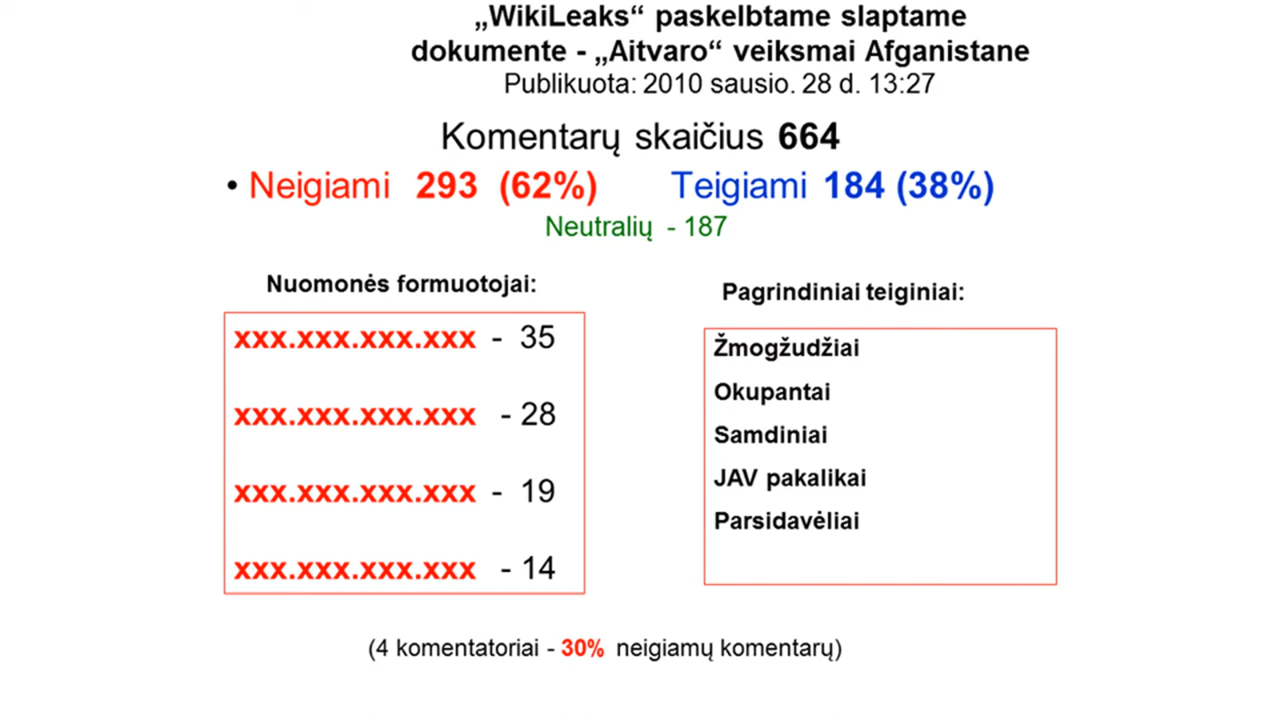 „WikiLeaks“ paskelbtame slaptame
dokumente - „Aitvaro“ veiksmai Afganistane
Publikuota: 2010 sausio. 28 d. 13:27
Komentarų skaičius 664
• Neigiami 293 (62%) Teigiami 184 (38%)
Neutralių - 187
Nuomonės formuotojai:
xxx.xxx.xxx.xxx - 35
xxx.xxx.xxx.xxx - 28
xxx.xxx.xxx.xxx - 19
xxx.xxx.xxx.xxx - 14
Pagrindiniai teiginiai:
Žmogžudžiai
Okupantai
Samdiniai
JAV pakalikai
Parsidavėliai
(4 komentatoriai - 30% neigiamų komentarų)